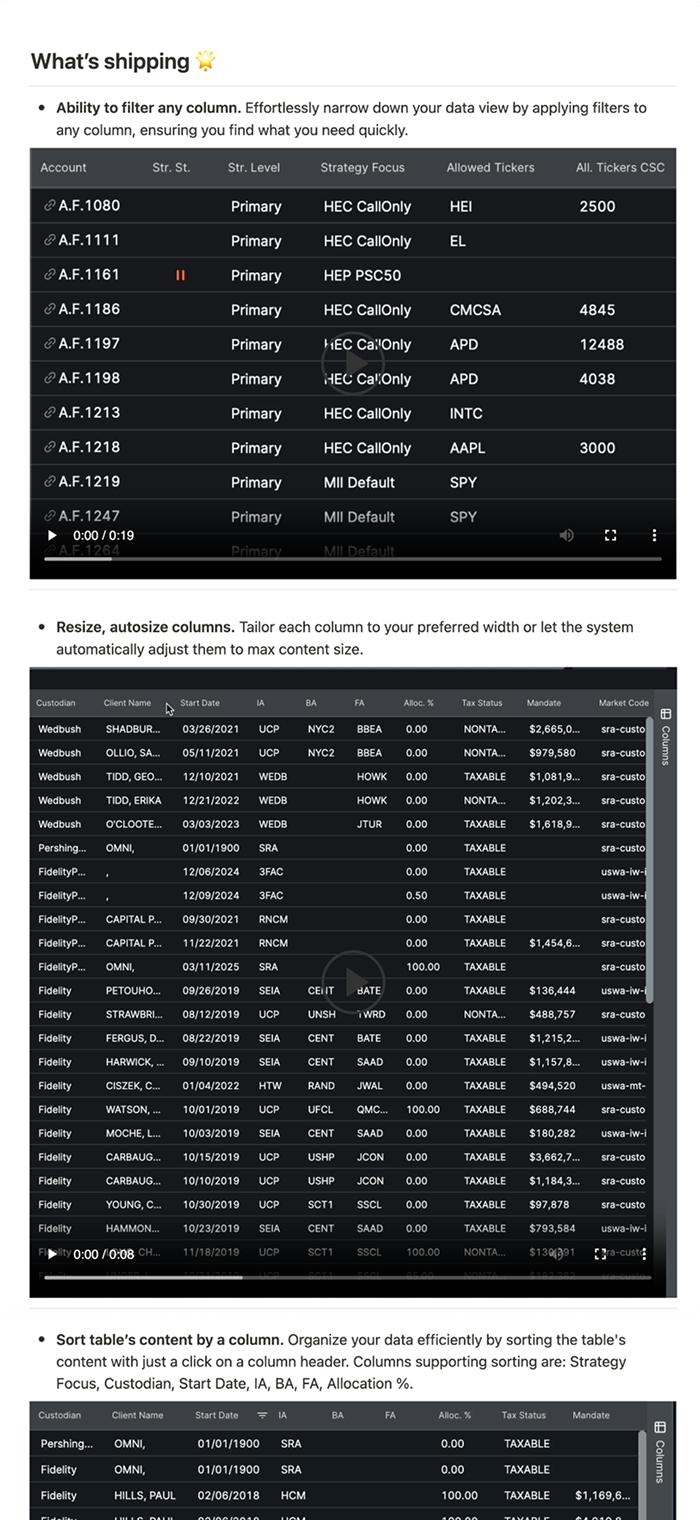 What's shipping 🌟
• Ability to filter any column. Effortlessly narrow down your data view by applying filters to
any column, ensuring you find what you need quickly.
Account Str. St. Str. Level Strategy Focus Allowed Tickers All. Tickers CSC
A.F.1080 Primary HEC CallOnly HEI 2500
A.F.1111 Primary HEC CallOnly EL
A.F.1161 Primary HEP PSC50
A.F.1186 Primary HEC CallOnly CMCSA 4845
A.F.1197 Primary HEC CallOnly APD 12488
A.F.1198 Primary HEC CallOnly APD 4038
A.F.1213 Primary HEC CallOnly INTC
A.F.1218 Primary HEC CallOnly AAPL 3000
A.F.1219 Primary MII Default SPY
A.F.1247 Primary MII Default SPY
0:00 / 0:19
A.F.1264 Primary MII Default
• Resize, autosize columns. Tailor each column to your preferred width or let the system
automatically adjust them to max content size.
Custodian Client Name Start Date IA BA FA Alloc. % Tax Status Mandate Market Code
Columns
Wedbush SHADBUR... 03/26/2021 UCP NYC2 BBEA 0.00 NONTA... $2,665,0... sra-custo
Wedbush OLLIO, SA... 05/11/2021 UCP NYC2 BBEA 0.00 NONTA... $979,580 sra-custo
Wedbush TIDD, GEO... 12/10/2021 WEDB HOWK 0.00 TAXABLE $1,081,9... sra-custo
Wedbush TIDD, ERIKA 12/21/2022 WEDB HOWK 0.00 NONTA... $1,202,3... sra-custo
Wedbush O'CLOOTE... 03/03/2023 WEDB JTUR 0.00 TAXABLE $1,618,9... sra-custo
Pershing... OMNI, 01/01/1900 SRA 0.00 TAXABLE sra-custo
FidelityP... , 12/06/2024 3FAC 0.00 TAXABLE uswa-iw-i
FidelityP... , 12/09/2024 3FAC 0.50 TAXABLE uswa-iw-i
FidelityP... CAPITAL P... 09/30/2021 RNCM 0.00 TAXABLE sra-custo
FidelityP... CAPITAL P... 11/22/2021 RNCM 0.00 TAXABLE $1,454,6... sra-custo
FidelityP... OMNI, 03/11/2025 SRA 100.00 TAXABLE sra-custo
Fidelity PETOUHO... 09/26/2019 SEIA CENT BATE 0.00 TAXABLE $136,444 uswa-iw-i
Fidelity STRAWBRI... 08/12/2019 UCP UNSH TWRD 0.00 NONTA... $488,757 sra-custo
Fidelity FERGUS, D... 08/22/2019 SEIA CENT BATE 0.00 TAXABLE $1,215,2... uswa-iw-i
Fidelity HARWICK, ... 09/10/2019 SEIA CENT SAAD 0.00 TAXABLE $1,157,8... uswa-iw-i
Fidelity CISZEK, C... 01/04/2022 HTW RAND JWAL 0.00 TAXABLE $494,520 uswa-mt-
Fidelity WATSON, ... 10/01/2019 UCP UFCL QMC... 100.00 TAXABLE $688,744 sra-custo
Fidelity MOCHE, L... 10/03/2019 SEIA CENT SAAD 0.00 TAXABLE $180,282 uswa-iw-i
Fidelity CARBAUG... 10/15/2019 UCP USHP JCON 0.00 TAXABLE $3,662,7... sra-custo
Fidelity CARBAUG... 10/10/2019 UCP USHP JCON 0.00 TAXABLE $1,184,3... sra-custo
Fidelity YOUNG, C... 10/30/2019 UCP SCT1 SSCL 0.00 TAXABLE $97,878 sra-custo
Fidelity HAMMON... 10/23/2019 SEIA CENT SAAD 0.00 TAXABLE $793,584 uswa-iw-i
Fidelity CH... 11/18/2019 UCP SCT1 SSCL 100.00 NONTA... sra-custo
0:00 / 0:08
• Sort table's content by a column. Organize your data efficiently by sorting the table's
content with just a click on a column header. Columns supporting sorting are: Strategy
Focus, Custodian, Start Date, IA, BA, FA, Allocation %.
Custodian Client Name Start Date IA BA FA Alloc. % Tax Status Mandate
Columns
Pershing... OMNI, 01/01/1900 SRA 0.00 TAXABLE
Fidelity OMNI, 01/01/1900 SRA 0.00 TAXABLE
Fidelity HILLS, PAUL 02/06/2018 HCM 100.00 TAXABLE $1,169,6...